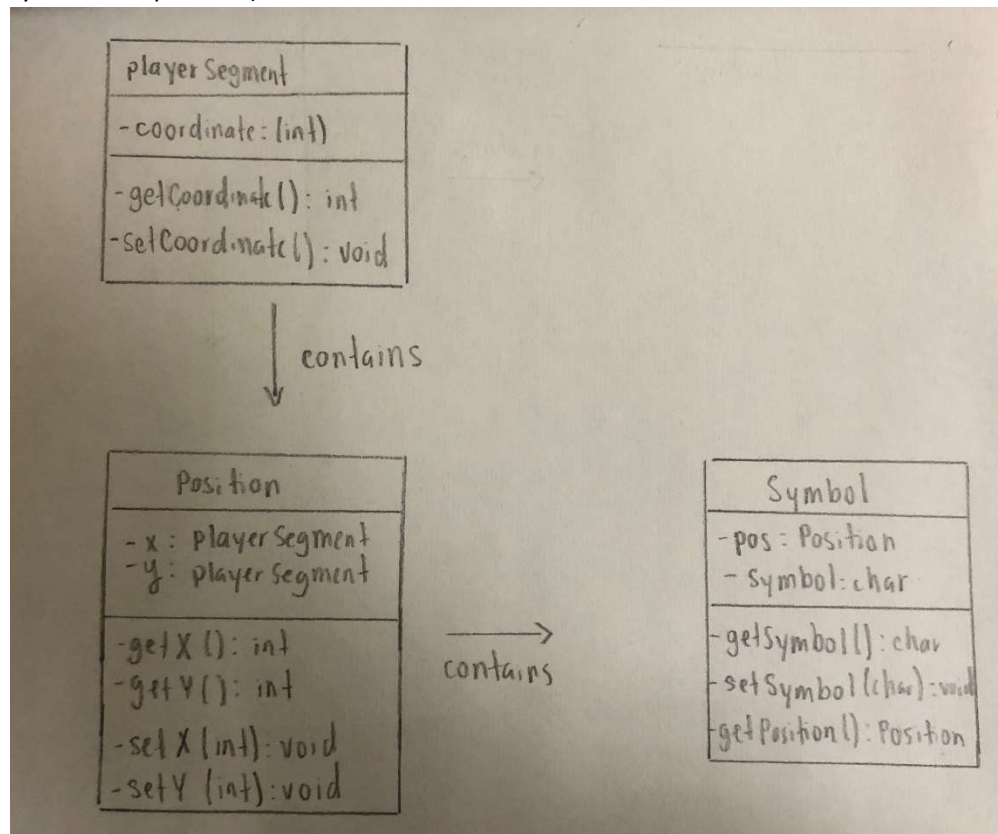 playerSegment
-coordinate: (int)
-getCoordinate(): int
-setCoordinate(): void
contains
Position
- x: playerSegment
- y: playerSegment
-getX(): int
-getY(): int
-setX (int): void
-setY (int): void
contains
Symbol
-pos: Position
- symbol: char
-getSymbol(): char
-setSymbol(char): void
-getPosition(): Position